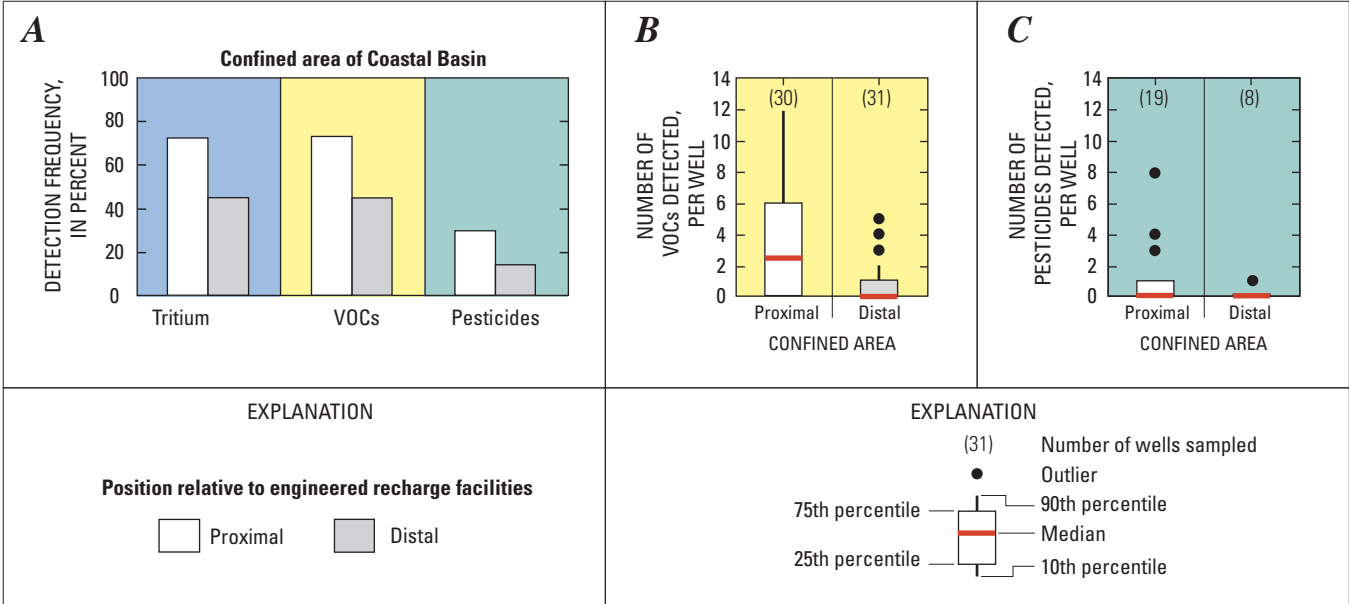 A
Confined area of Coastal Basin
DETECTION FREQUENCY,
IN PERCENT
100
80
60
40
20
0
Tritium
VOCs
Pesticides
B
NUMBER OF
VOCs DETECTED,
PER WELL
14
12
10
8
6
4
2
0
(30)
(31)
Proximal
Distal
CONFINED AREA
C
NUMBER OF
PESTICIDES DETECTED,
PER WELL
14
12
10
8
6
4
2
0
(19)
(8)
Proximal
Distal
CONFINED AREA
EXPLANATION
Position relative to engineered recharge facilities
Proximal
Distal
EXPLANATION
(31)
Number of wells sampled
Outlier
75th percentile
90th percentile
Median
25th percentile
10th percentile